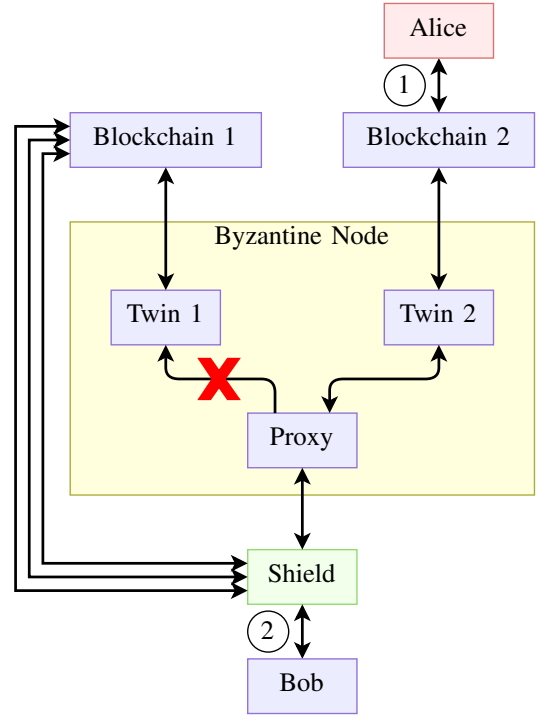 Alice
1
Blockchain 1
Blockchain 2
Byzantine Node
Twin 1
Twin 2
Proxy
Shield
2
Bob